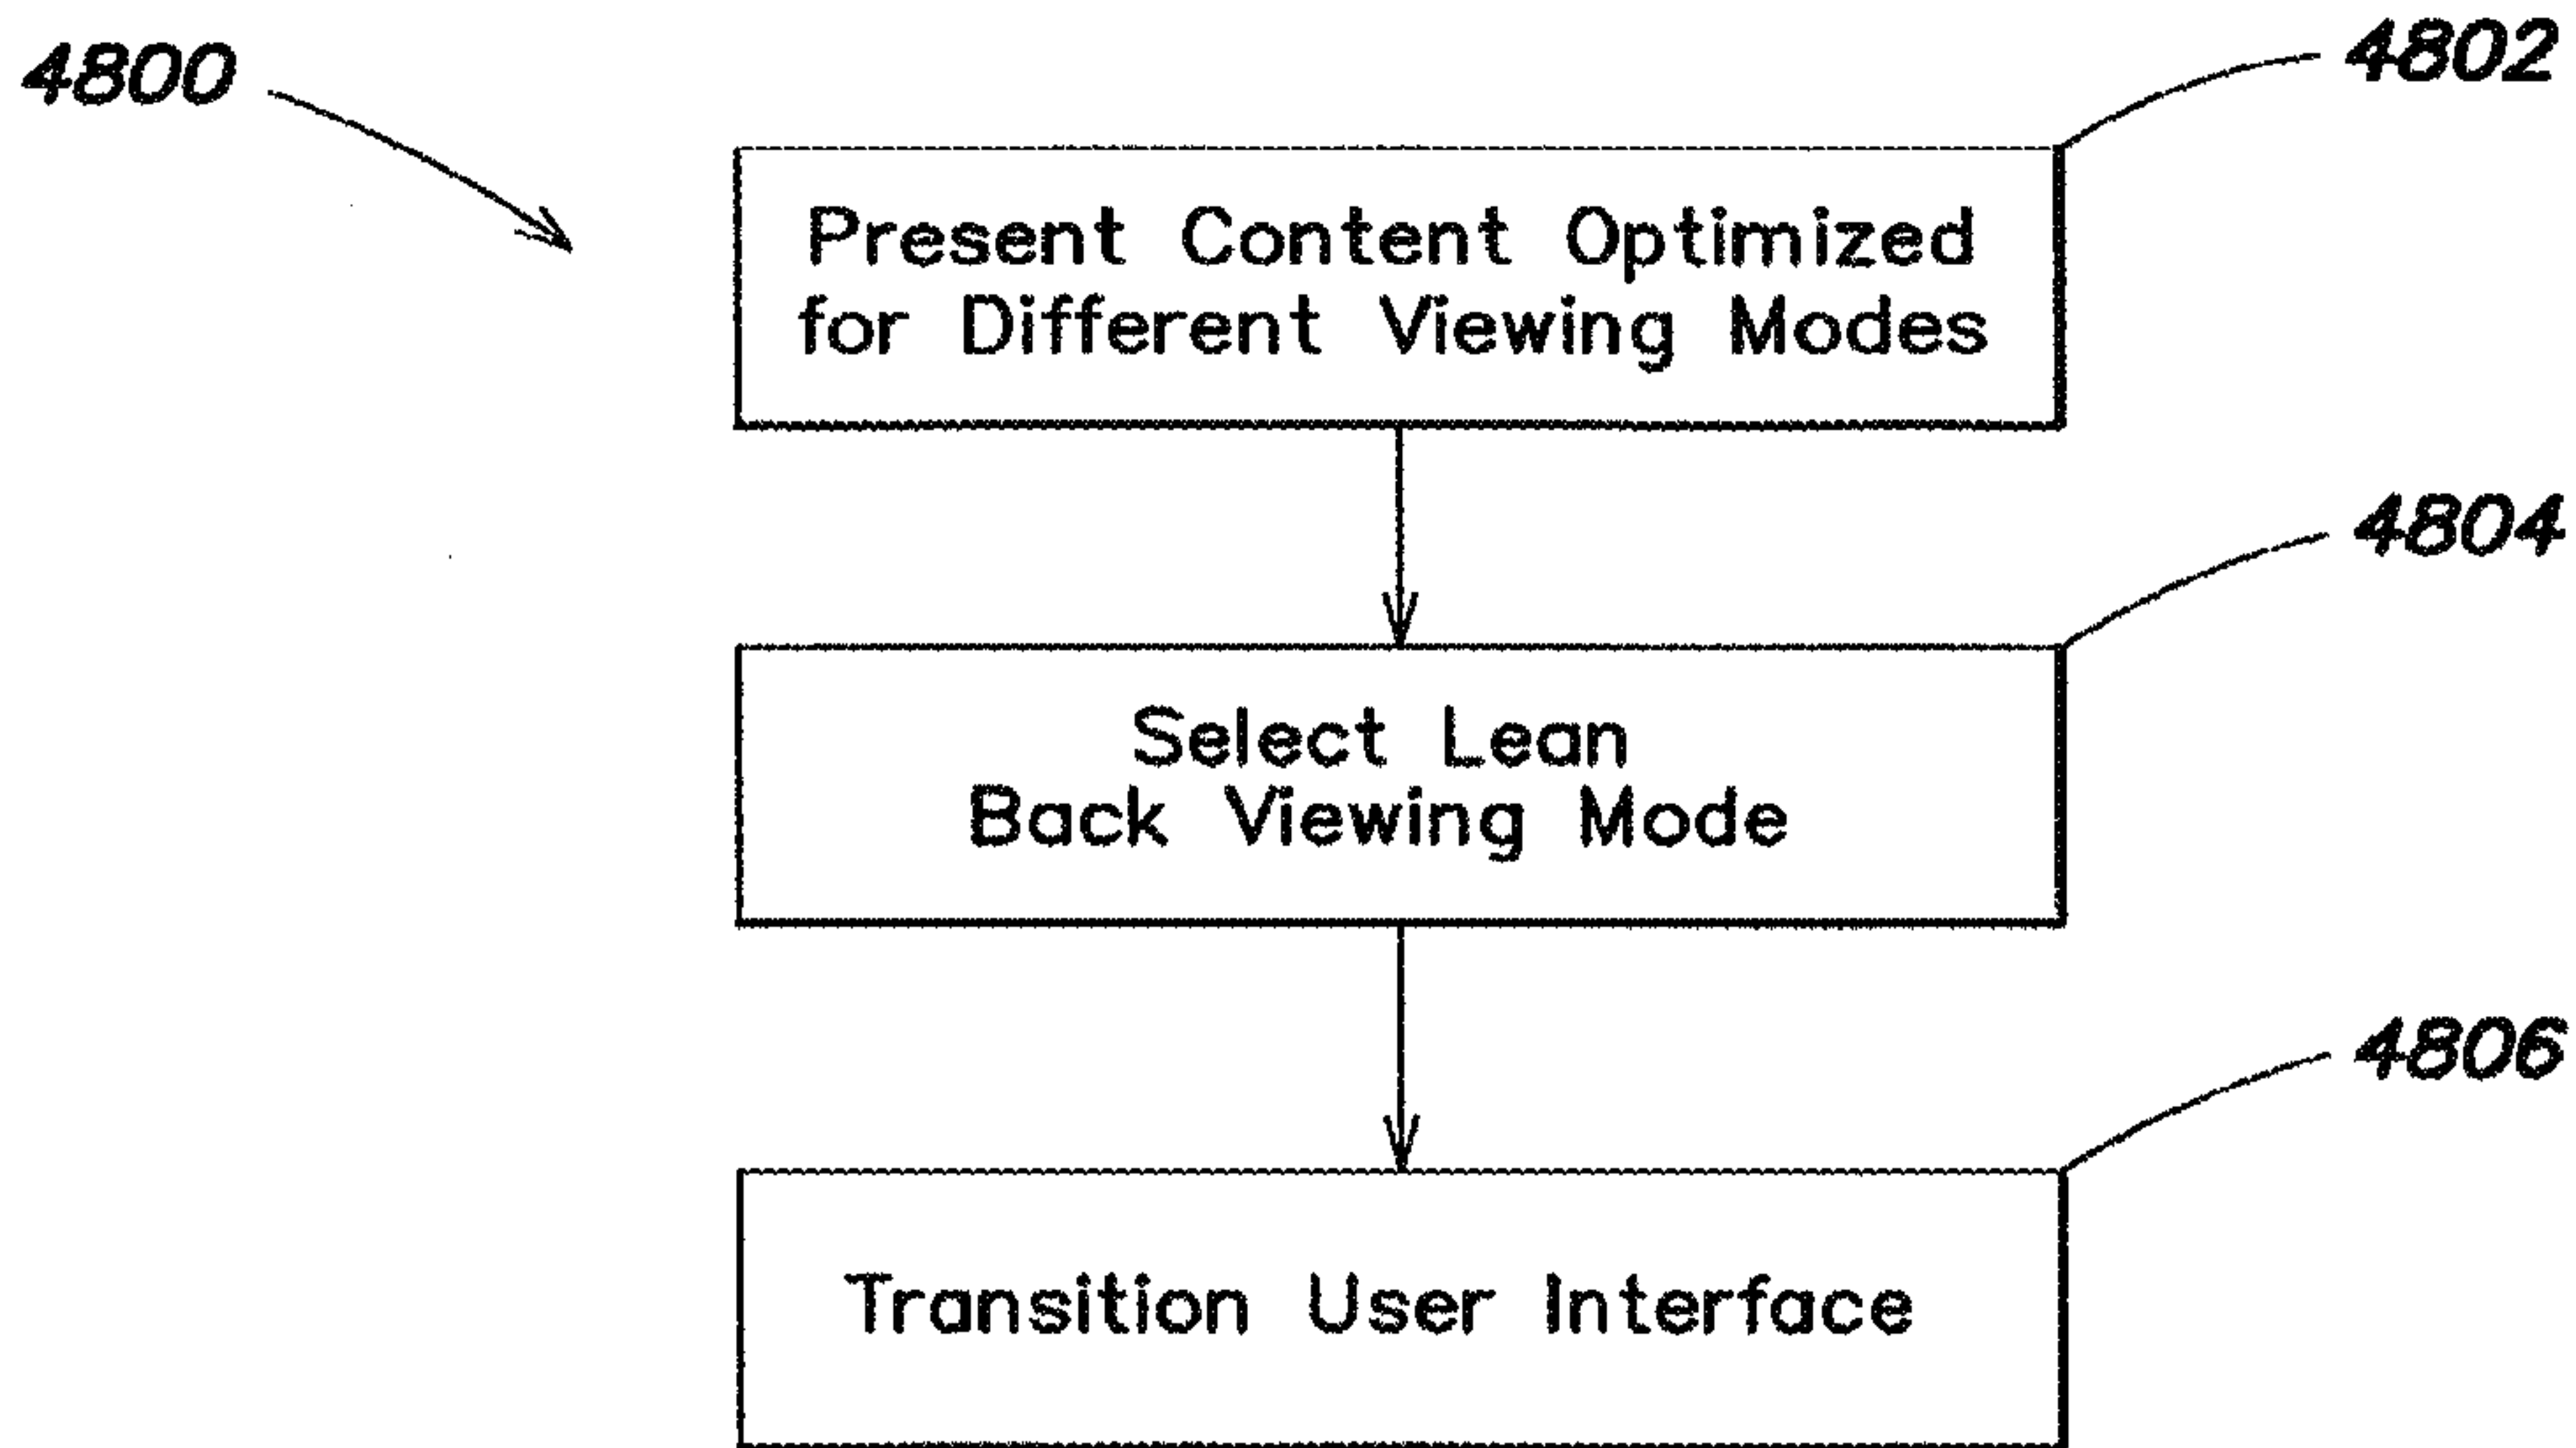 4800
4802
Present Content Optimized
for Different Viewing Modes
4804
Select Lean
Back Viewing Mode
4806
Transition User Interface